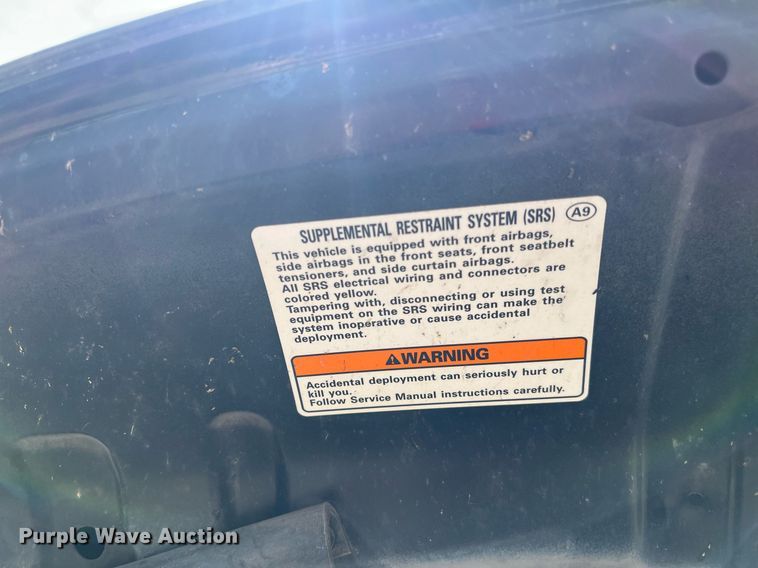 SUPPLEMENTAL RESTRAINT SYSTEM (SRS) A9
This vehicle is equipped with front airbags,
side airbags in the front seats, front seatbelt
tensioners, and side curtain airbags.
All SRS electrical wiring and connectors are
colored yellow.
Tampering with, disconnecting or using test
equipment on the SRS wiring can make the
system inoperative or cause accidental
deployment.
⚠WARNING
Accidental deployment can seriously hurt or
kill you.
Follow Service Manual instructions carefully.
Purple Wave Auction